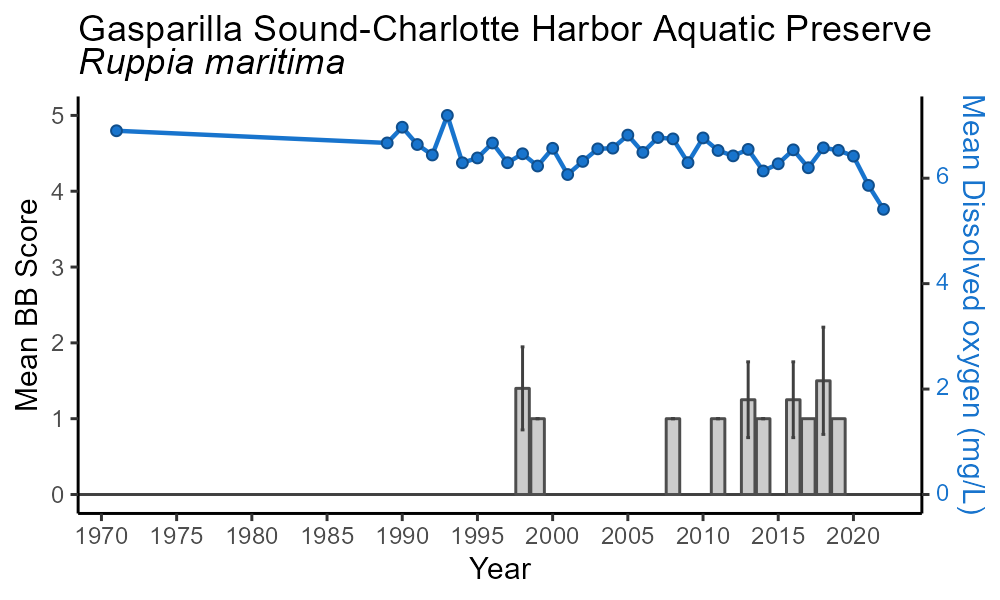 Gasparilla Sound-Charlotte Harbor Aquatic Preserve
Ruppia maritima
Mean BB Score
5
4
3
2
1
0
Mean Dissolved oxygen (mg/L)
6
4
2
0
1970 1975 1980 1985 1990 1995 2000 2005 2010 2015 2020
Year